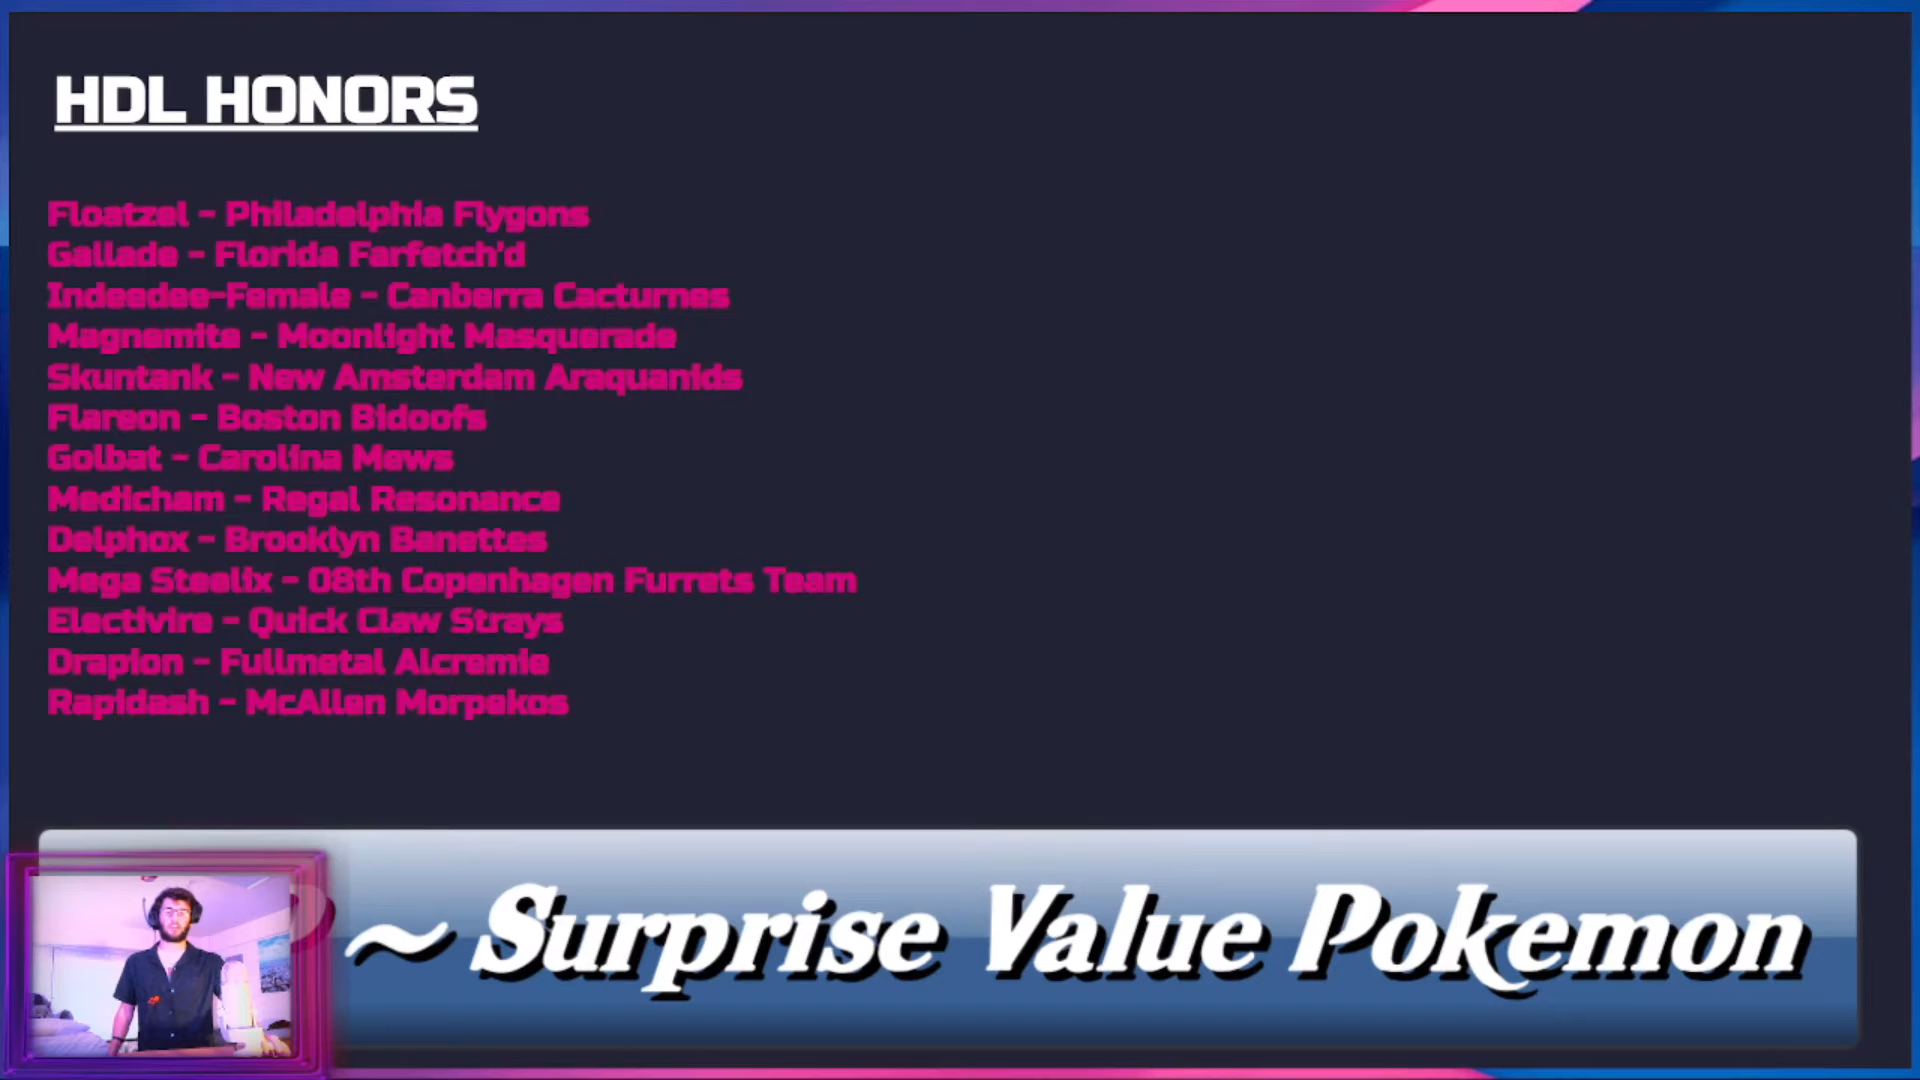 HDL HONORS
Floatzel - Philadelphia Flygons
Gallade - Florida Farfetch'd
Indeedee-Female - Canberra Cacturnes
Magnemite - Moonlight Masquerade
Skuntank - New Amsterdam Araquanids
Flareon - Boston Bidoofs
Golbat - Carolina Mews
Medicham - Regal Resonance
Delphox - Brooklyn Banettes
Mega Steelix - 08th Copenhagen Furrets Team
Electivire - Quick Claw Strays
Drapion - Fullmetal Alcremie
Rapidash - McAllen Morpekos
~ Surprise Value Pokemon